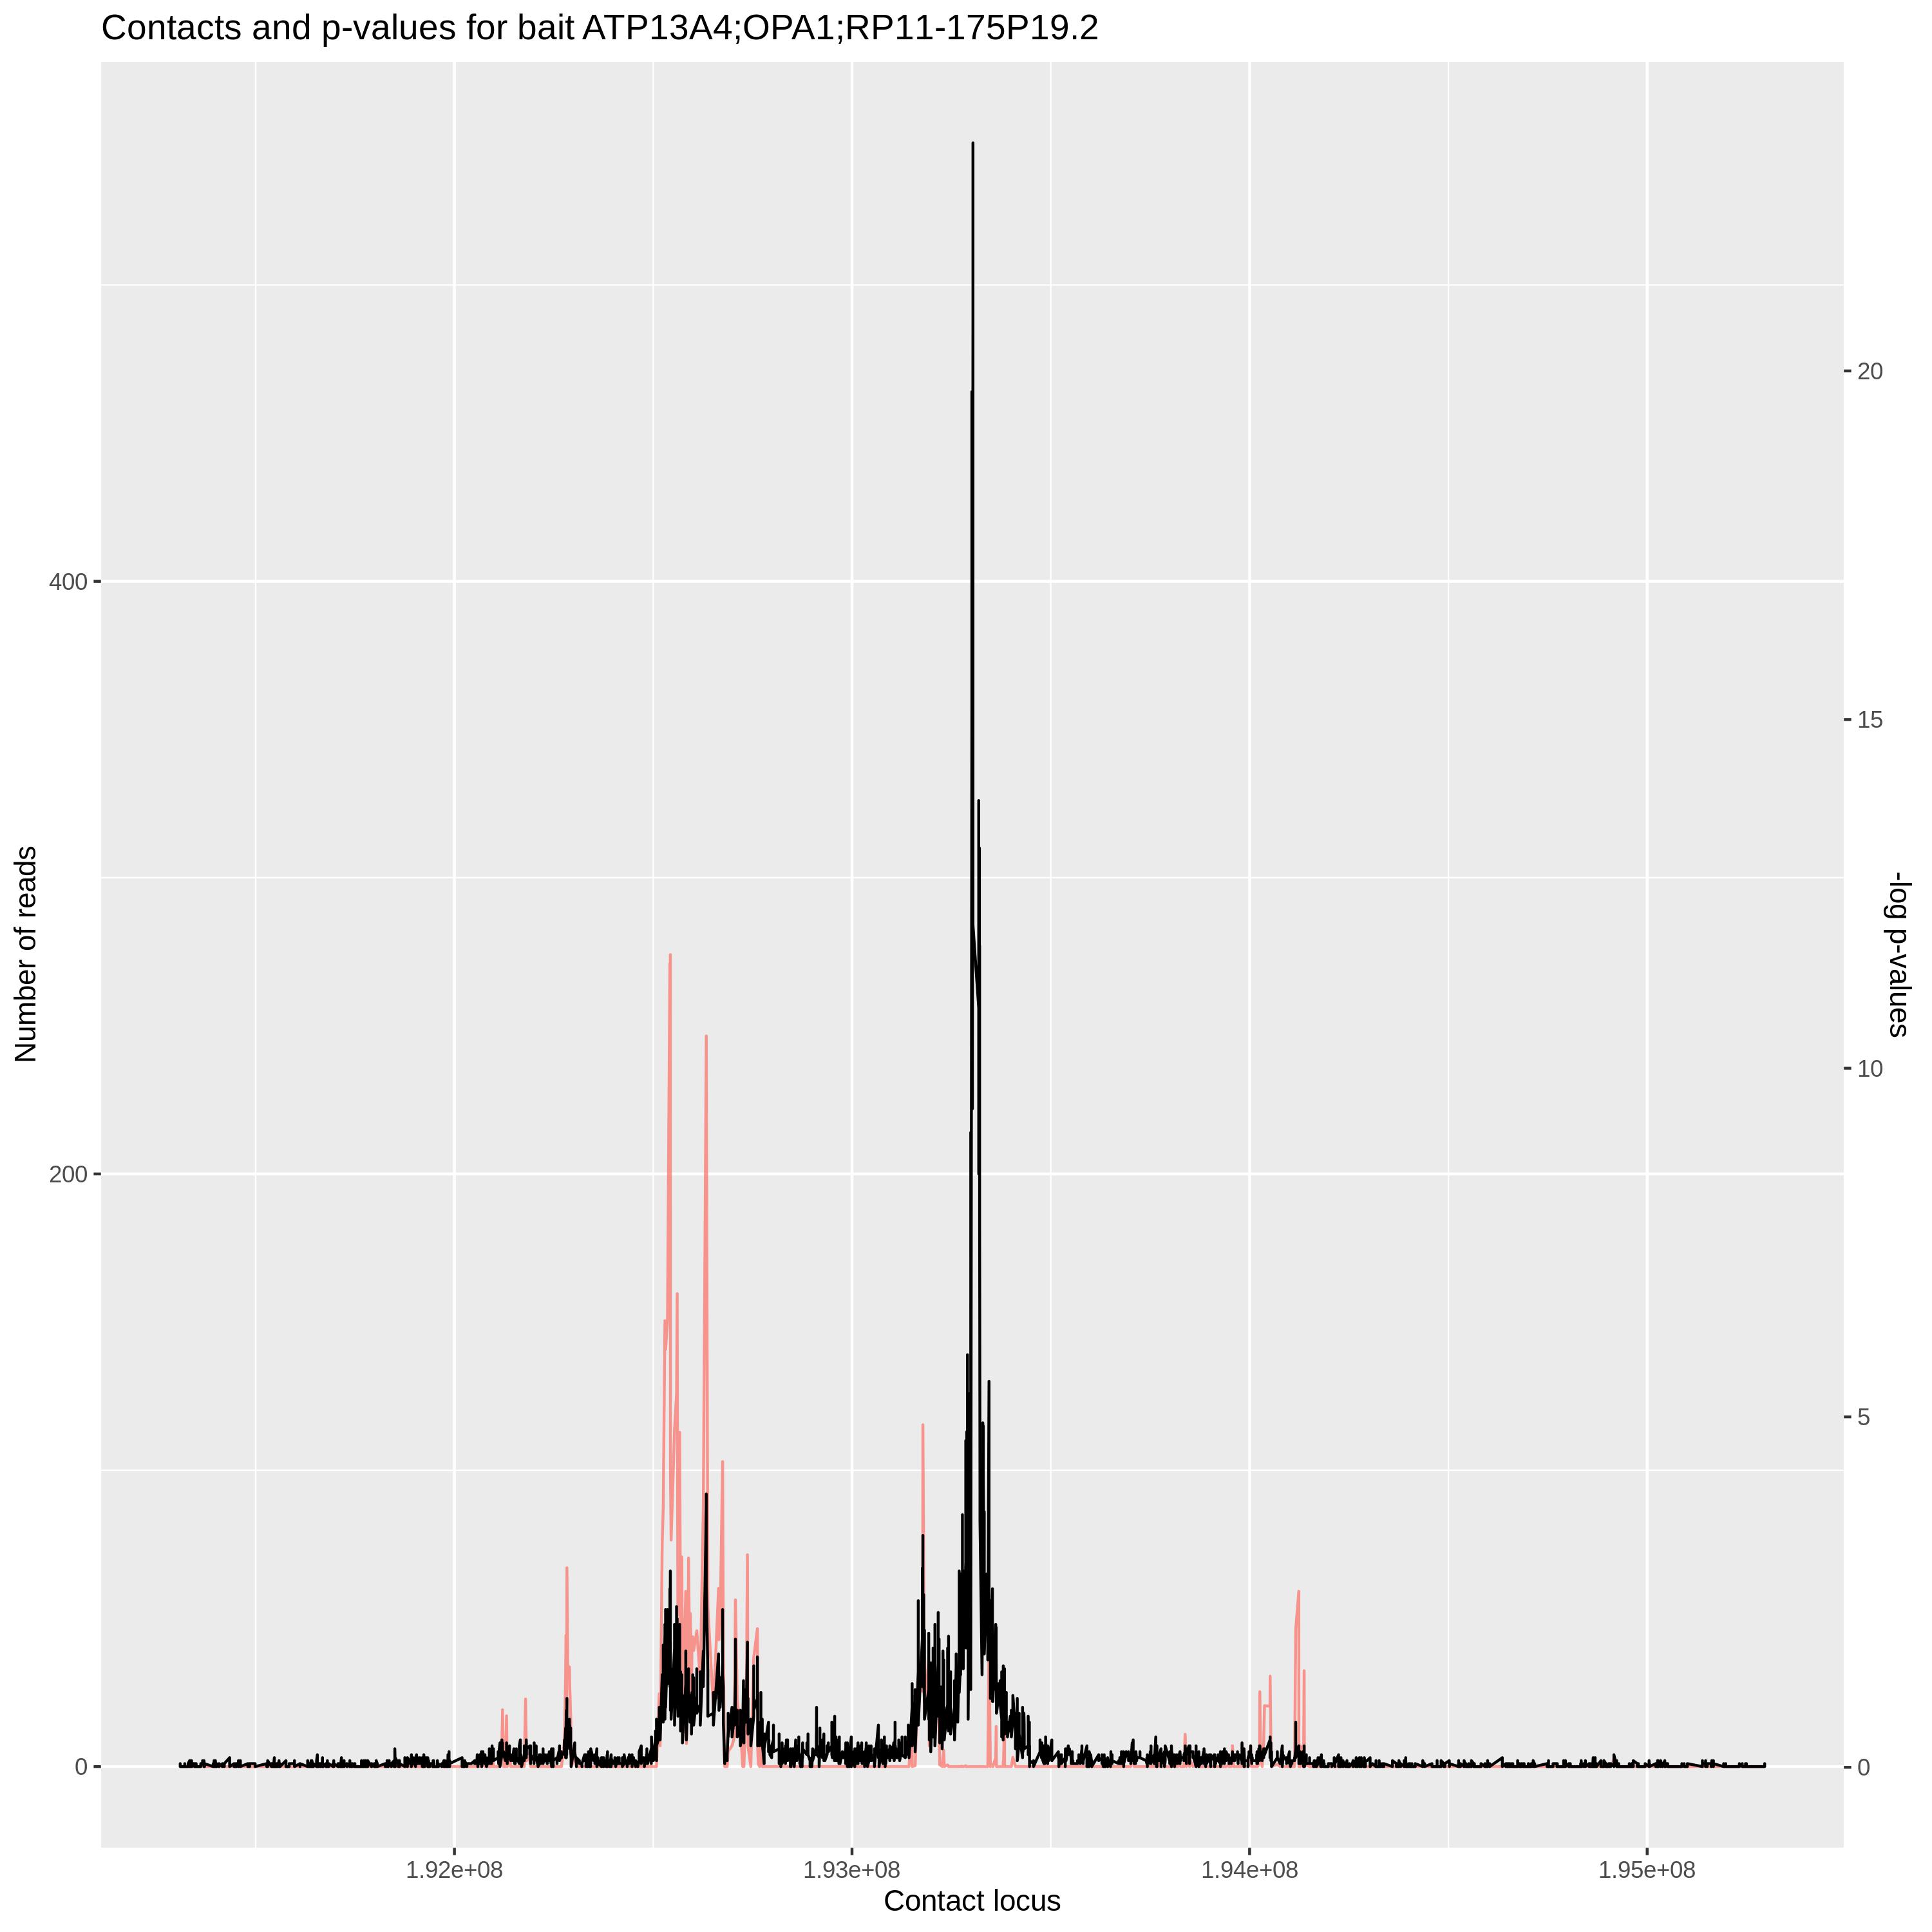 Contacts and p-values for bait ATP13A4;OPA1;RP11-175P19.2
Number of reads
400
200
0
20
15
10
5
0
-log p-values
1.92e+08
1.93e+08
1.94e+08
1.95e+08
Contact locus